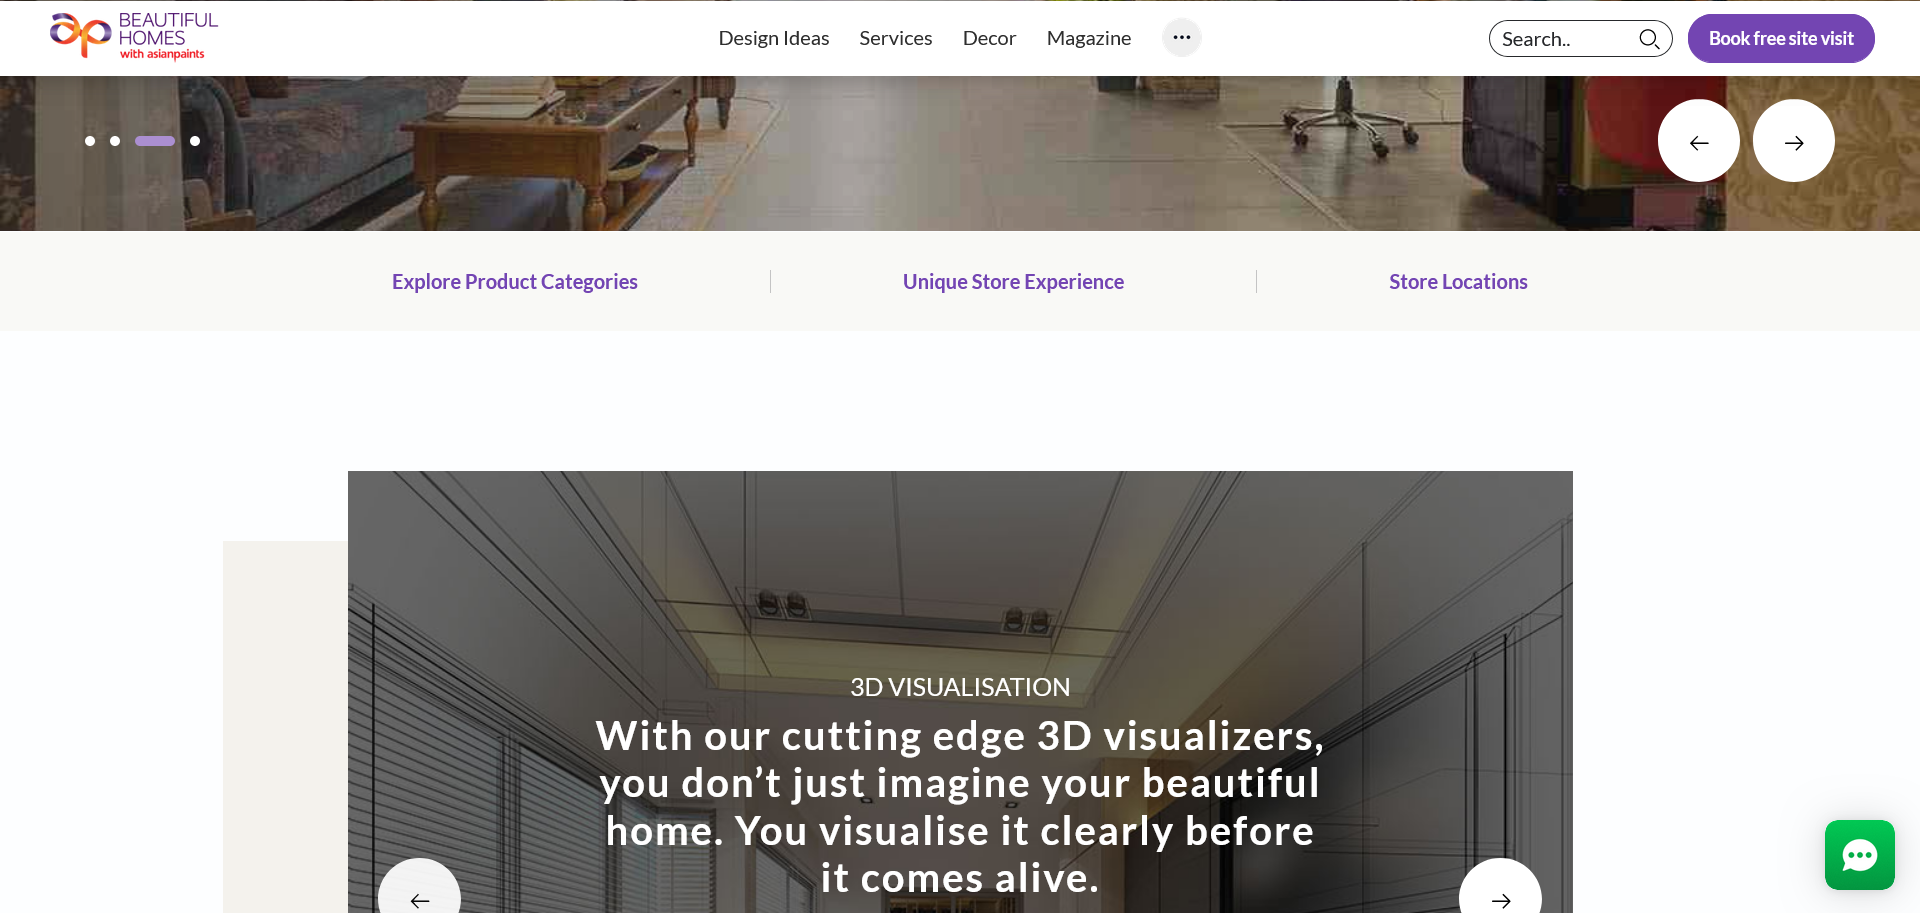 BEAUTIFUL
HOMES
with asianpaints
Design Ideas
Services
Decor
Magazine
Search..
Book free site visit
Explore Product Categories
Unique Store Experience
Store Locations
3D VISUALISATION
With our cutting edge 3D visualizers,
you don’t just imagine your beautiful
home. You visualise it clearly before
it comes alive.